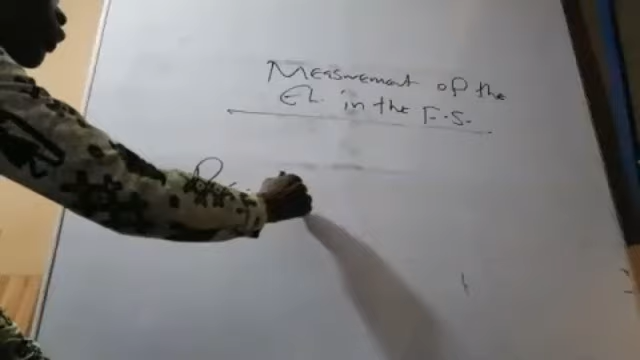 Measurement of the
EL. in the F.S.